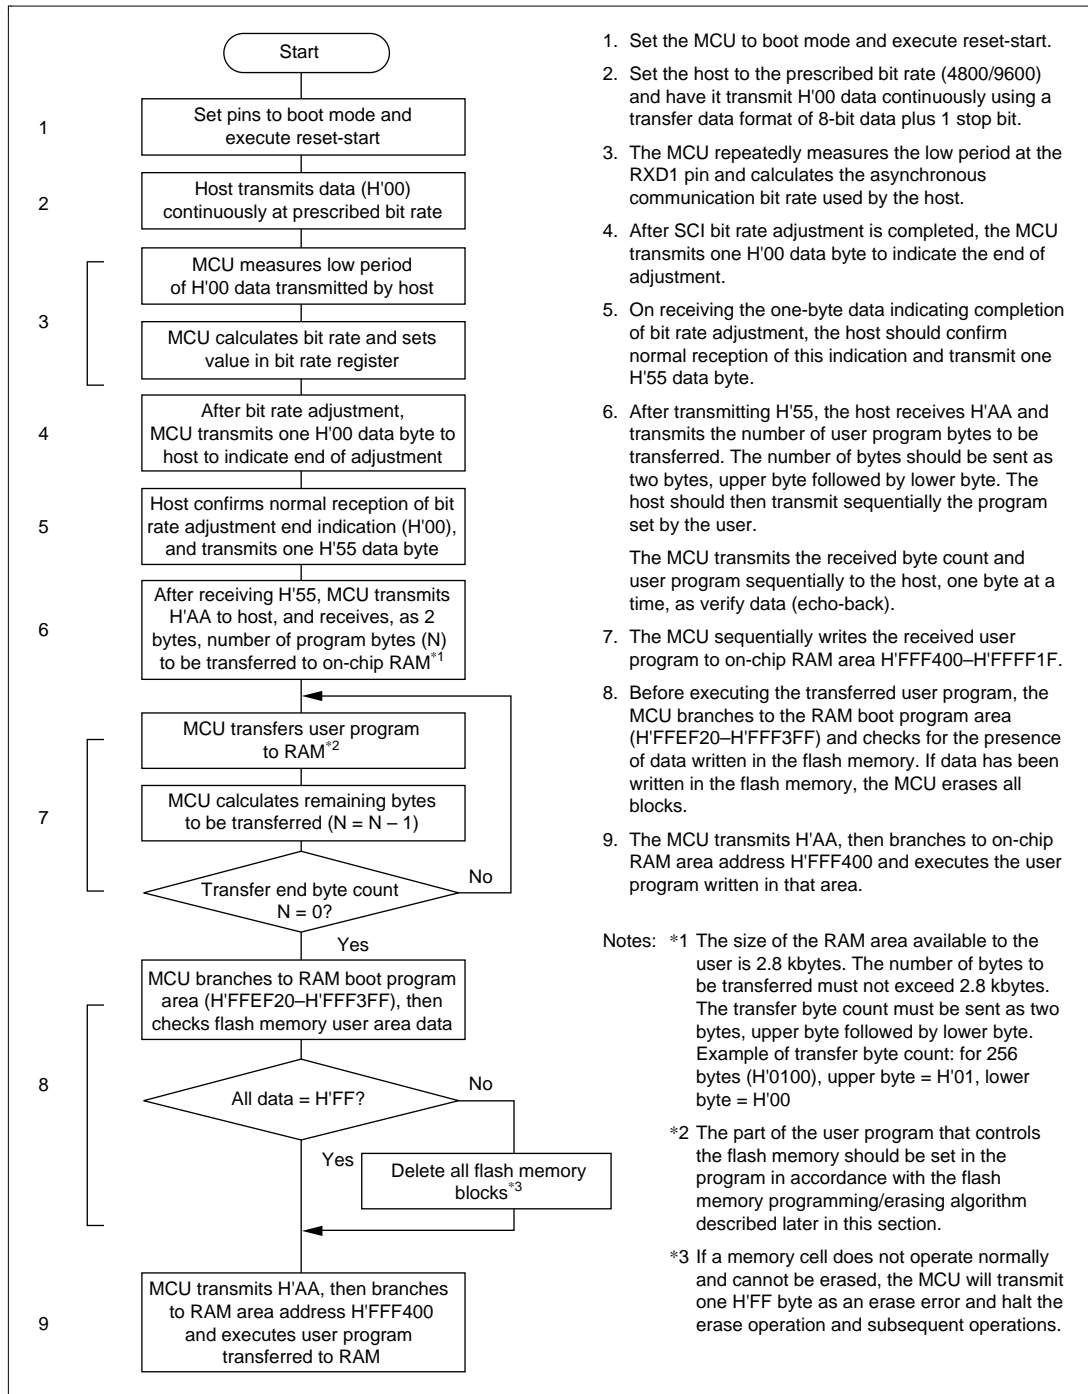 Start
1
Set pins to boot mode and
execute reset-start
2
Host transmits data (H'00)
continuously at prescribed bit rate
3
MCU measures low period
of H'00 data transmitted by host
MCU calculates bit rate and sets
value in bit rate register
4
After bit rate adjustment,
MCU transmits one H'00 data byte to
host to indicate end of adjustment
5
Host confirms normal reception of bit
rate adjustment end indication (H'00),
and transmits one H'55 data byte
6
After receiving H'55, MCU transmits
H'AA to host, and receives, as 2
bytes, number of program bytes (N)
to be transferred to on-chip RAM*1
7
MCU transfers user program
to RAM*2
MCU calculates remaining bytes
to be transferred (N = N – 1)
Transfer end byte count
N = 0?
No
Yes
8
MCU branches to RAM boot program
area (H'FFEF20–H'FFF3FF), then
checks flash memory user area data
All data = H'FF?
No
Yes
Delete all flash memory
blocks*3
9
MCU transmits H'AA, then branches
to RAM area address H'FFF400
and executes user program
transferred to RAM
1. Set the MCU to boot mode and execute reset-start.
2. Set the host to the prescribed bit rate (4800/9600)
and have it transmit H'00 data continuously using a
transfer data format of 8-bit data plus 1 stop bit.
3. The MCU repeatedly measures the low period at the
RXD1 pin and calculates the asynchronous
communication bit rate used by the host.
4. After SCI bit rate adjustment is completed, the MCU
transmits one H'00 data byte to indicate the end of
adjustment.
5. On receiving the one-byte data indicating completion
of bit rate adjustment, the host should confirm
normal reception of this indication and transmit one
H'55 data byte.
6. After transmitting H'55, the host receives H'AA and
transmits the number of user program bytes to be
transferred. The number of bytes should be sent as
two bytes, upper byte followed by lower byte. The
host should then transmit sequentially the program
set by the user.
The MCU transmits the received byte count and
user program sequentially to the host, one byte at a
time, as verify data (echo-back).
7. The MCU sequentially writes the received user
program to on-chip RAM area H'FFF400–H'FFFF1F.
8. Before executing the transferred user program, the
MCU branches to the RAM boot program area
(H'FFEF20–H'FFF3FF) and checks for the presence
of data written in the flash memory. If data has been
written in the flash memory, the MCU erases all
blocks.
9. The MCU transmits H'AA, then branches to on-chip
RAM area address H'FFF400 and executes the user
program written in that area.
Notes: *1 The size of the RAM area available to the
user is 2.8 kbytes. The number of bytes to
be transferred must not exceed 2.8 kbytes.
The transfer byte count must be sent as two
bytes, upper byte followed by lower byte.
Example of transfer byte count: for 256
bytes (H'0100), upper byte = H'01, lower
byte = H'00
*2 The part of the user program that controls
the flash memory should be set in the
program in accordance with the flash
memory programming/erasing algorithm
described later in this section.
*3 If a memory cell does not operate normally
and cannot be erased, the MCU will transmit
one H'FF byte as an erase error and halt the
erase operation and subsequent operations.